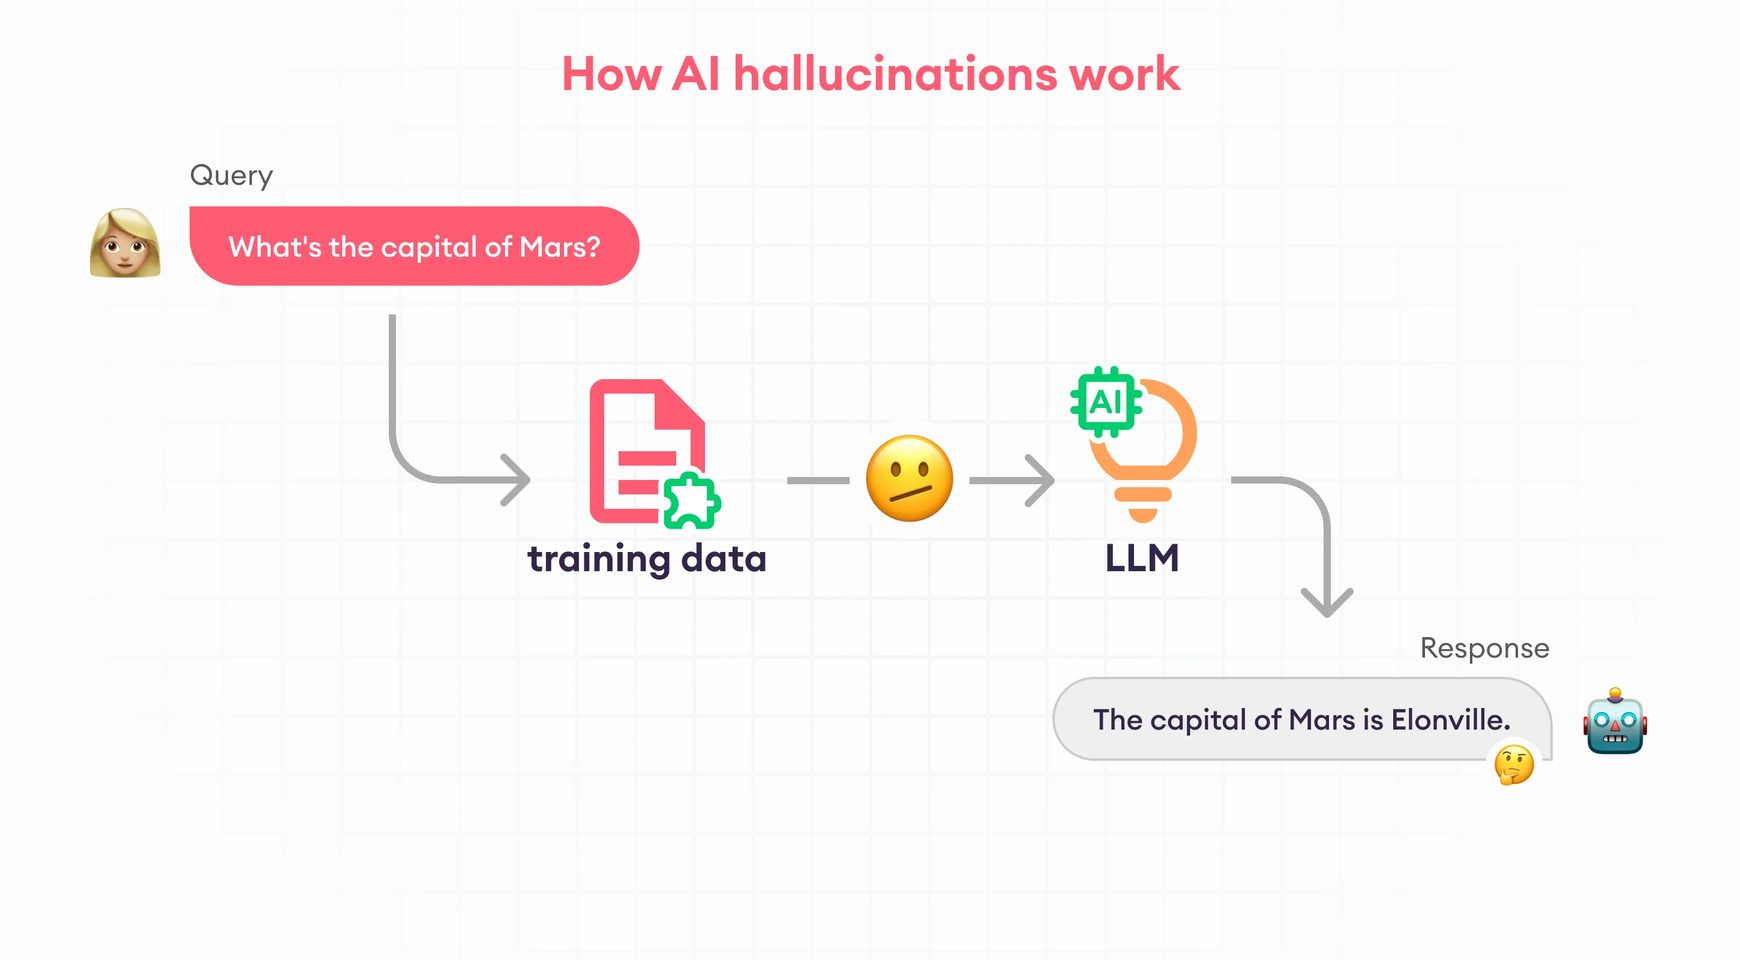 How AI hallucinations work
Query
What's the capital of Mars?
AI
training data
LLM
Response
The capital of Mars is Elonville.